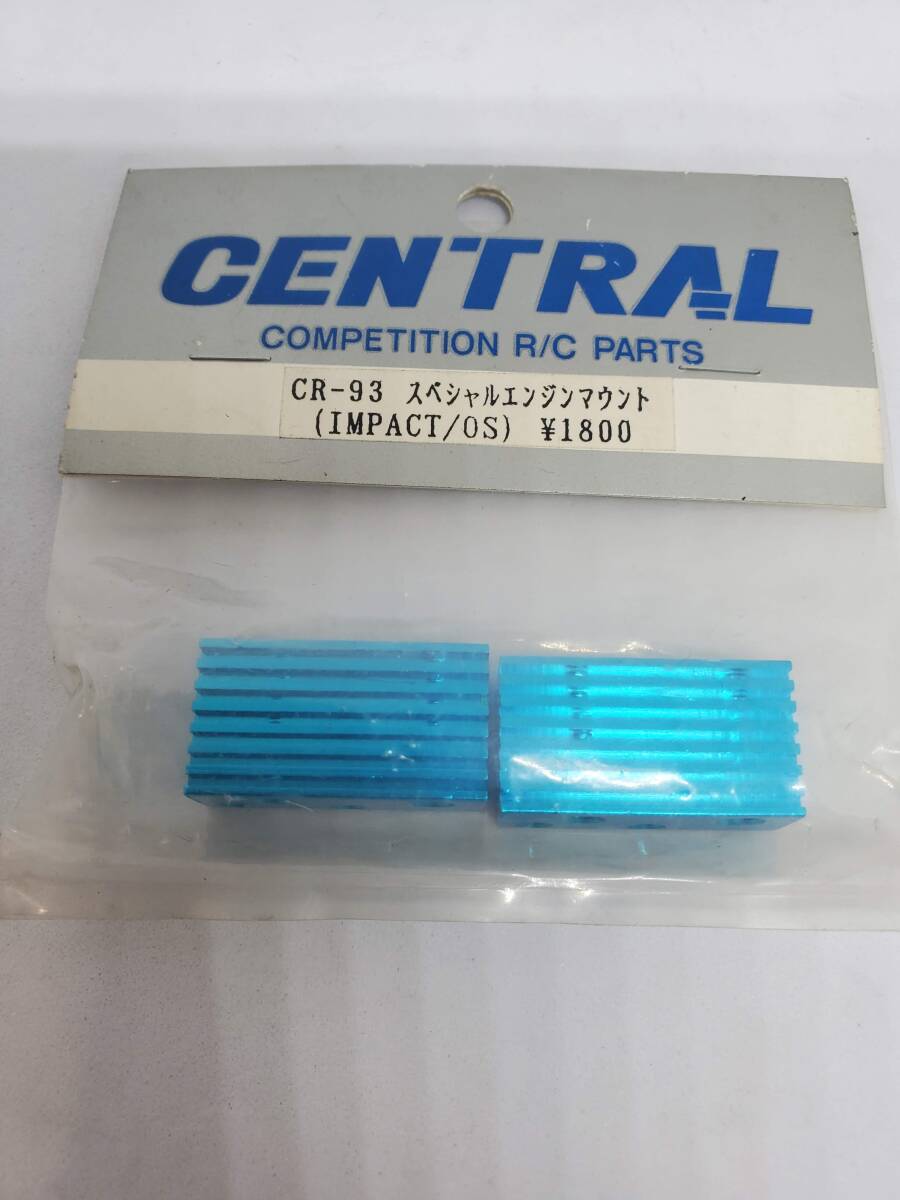 CENTRAL
COMPETITION R/C PARTS
CR-93 スペシャルエンジンマウント
(IMPACT/OS) ¥1800